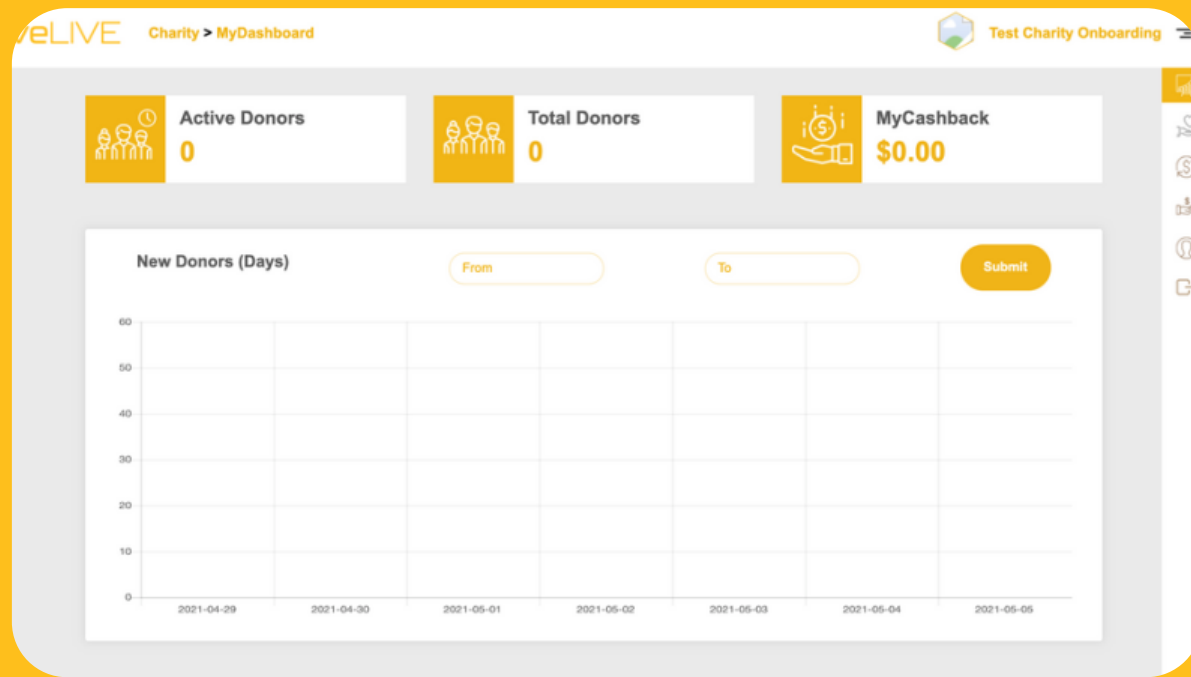 eLIVE
Charity > MyDashboard
Test Charity Onboarding
Active Donors
0
Total Donors
0
MyCashback
$0.00
New Donors (Days)
From
To
Submit
60
50
40
30
20
10
0
2021-04-29 2021-04-30 2021-05-01 2021-05-02 2021-05-03 2021-05-04 2021-05-05